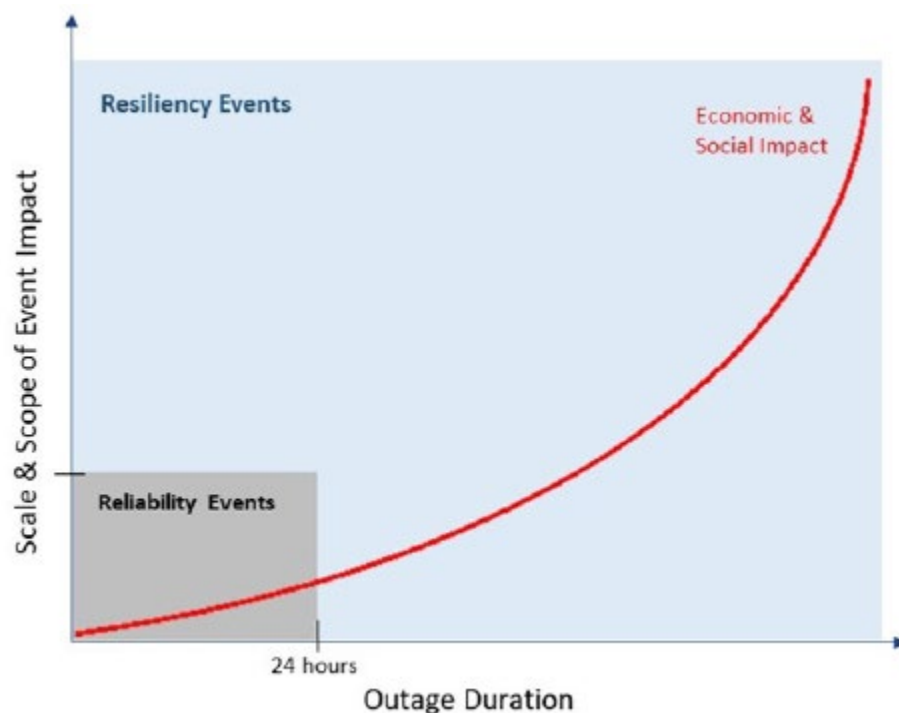 Resiliency Events
Economic &
Social Impact
Scale & Scope of Event Impact
Reliability Events
24 hours
Outage Duration